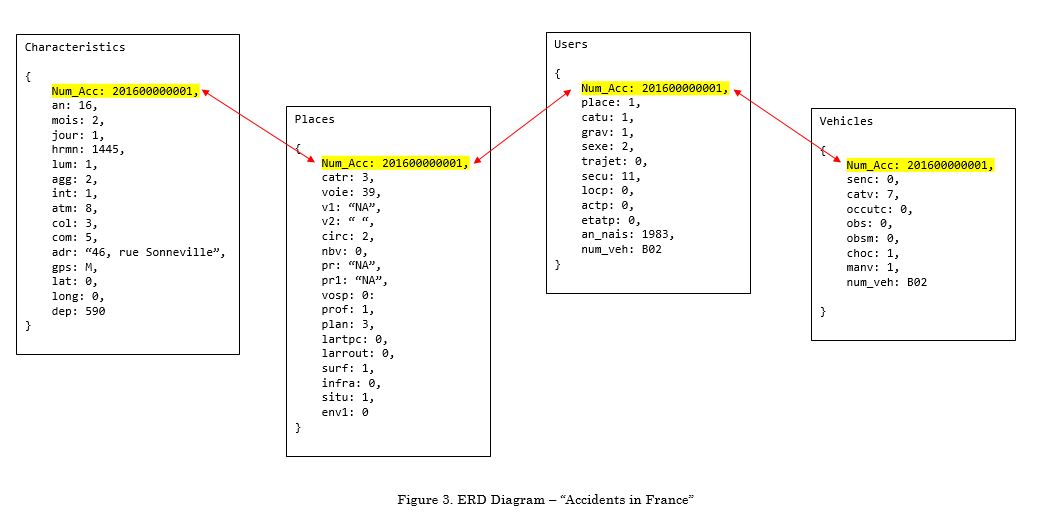 Characteristics
{
Num_Acc: 201600000001,
an: 16,
mois: 2,
jour: 1,
hrmn: 1445,
lum: 1,
agg: 2,
int: 1,
atm: 8,
col: 3,
com: 5,
adr: “46, rue Sonneville”,
gps: M,
lat: 0,
long: 0,
dep: 590
}
Places
{
Num_Acc: 201600000001,
catr: 3,
voie: 39,
v1: “NA”,
v2: “ “,
circ: 2,
nbv: 0,
pr: “NA”,
pr1: “NA”,
vosp: 0:
prof: 1,
plan: 3,
lartpc: 0,
larrout: 0,
surf: 1,
infra: 0,
situ: 1,
env1: 0
}
Users
{
Num_Acc: 201600000001,
place: 1,
catu: 1,
grav: 1,
sexe: 2,
trajet: 0,
secu: 11,
locp: 0,
actp: 0,
etatp: 0,
an_nais: 1983,
num_veh: B02
}
Vehicles
{
Num_Acc: 201600000001,
senc: 0,
catv: 7,
occutc: 0,
obs: 0,
obsm: 0,
choc: 1,
manv: 1,
num_veh: B02
}
Figure 3. ERD Diagram – “Accidents in France”